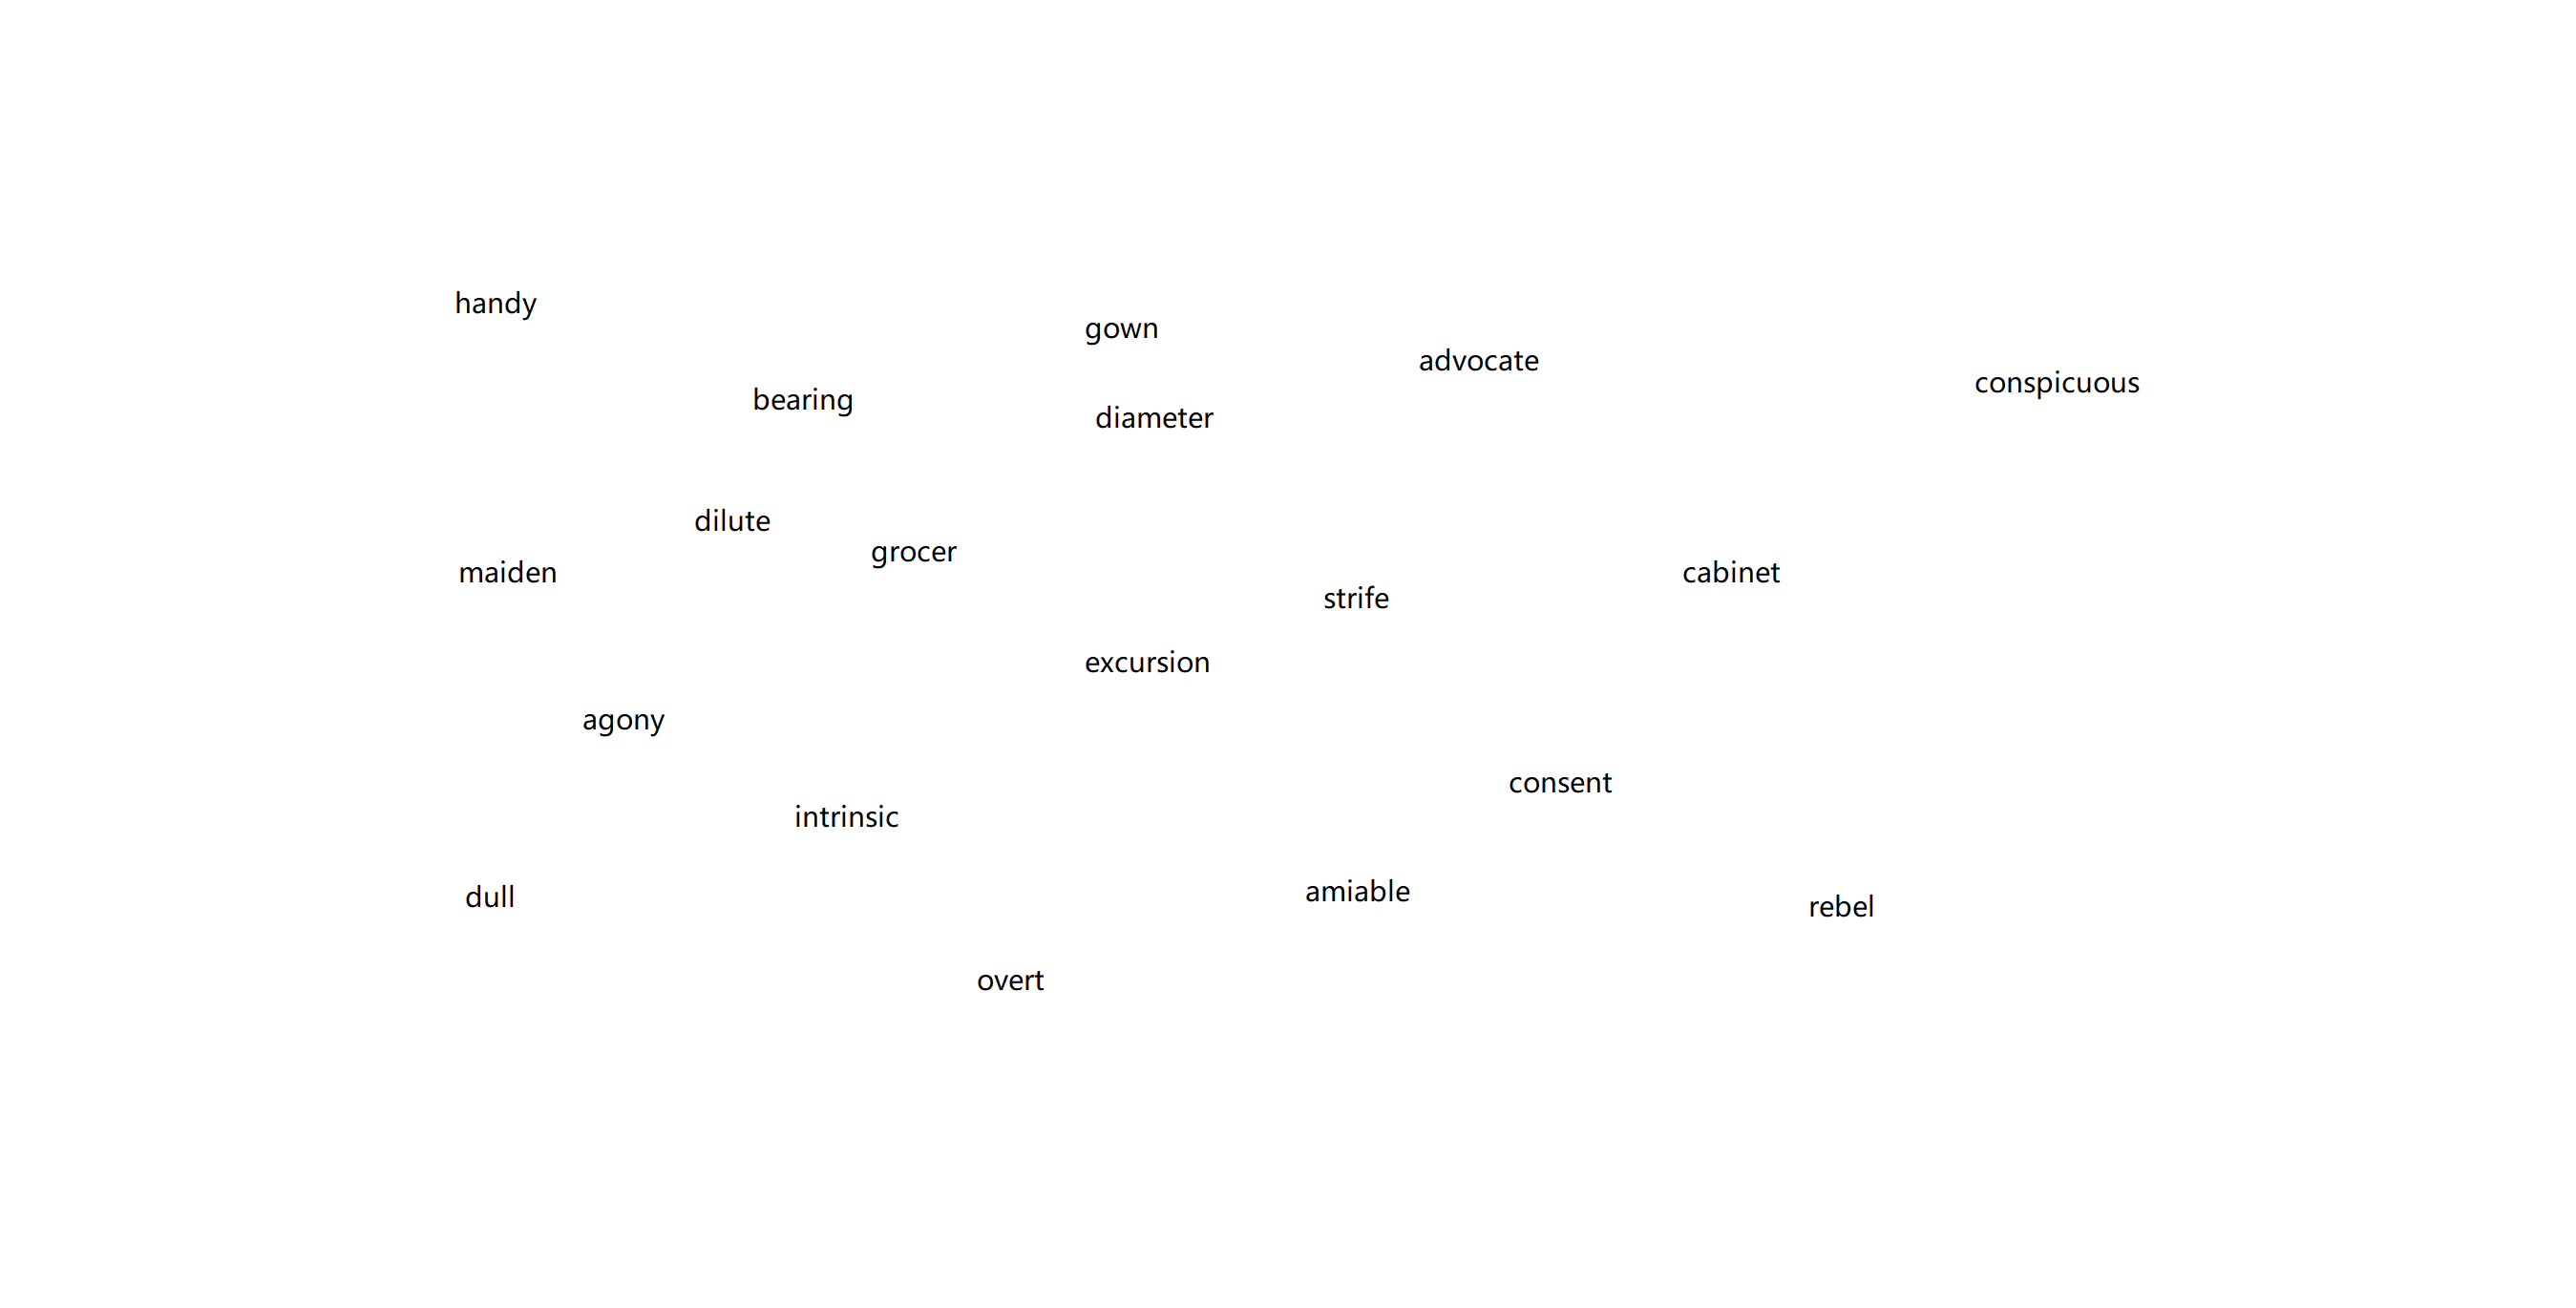 handy
gown
advocate
conspicuous
bearing
diameter
dilute
grocer
maiden
cabinet
strife
excursion
agony
consent
intrinsic
amiable
dull
rebel
overt